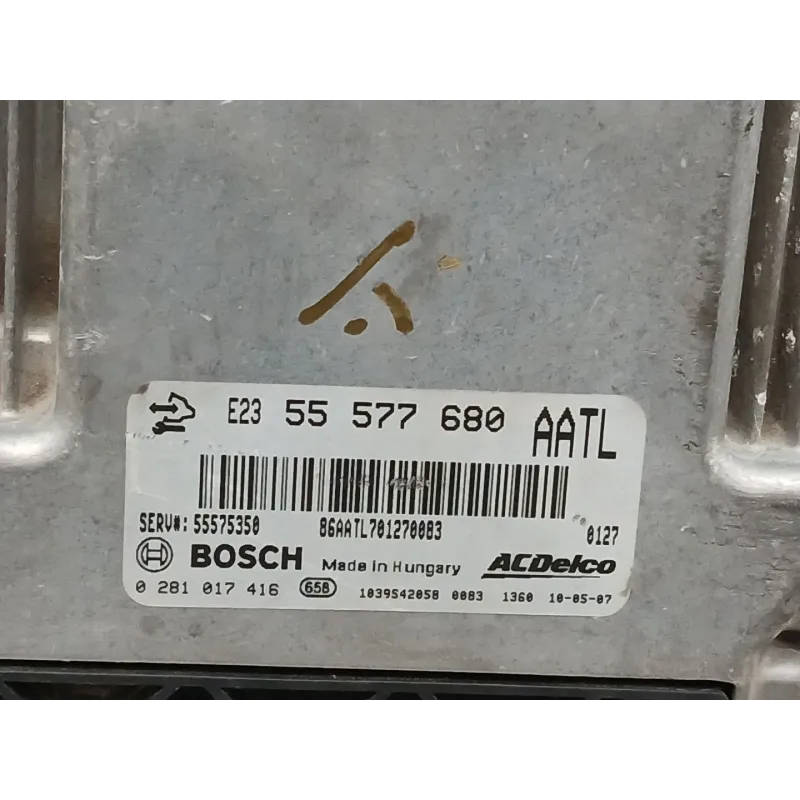 E23 55 577 680 AATL
SERV#: 55575350 86AATL701270083 0127
BOSCH Made in Hungary ACDelco
0 281 017 416 658 1039S42058 0083 1360 10-05-07